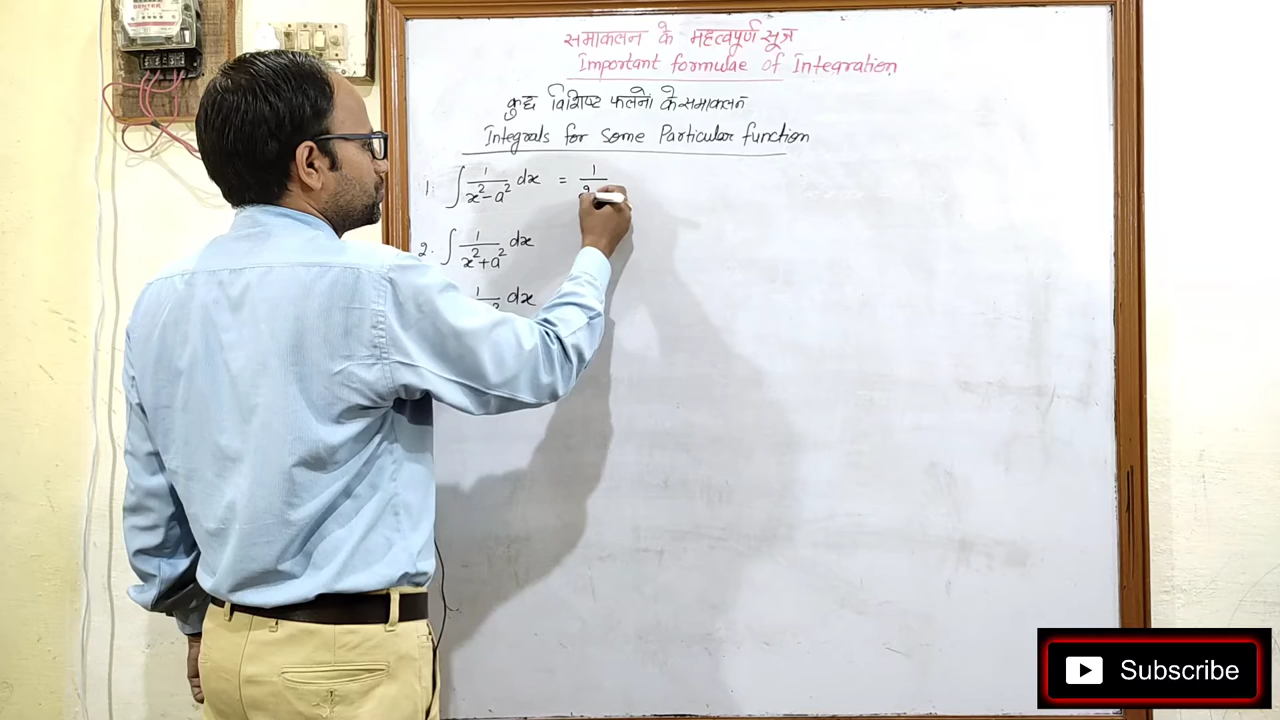 समाकलन के महत्वपूर्ण सूत्र
Important formulae of Integration
कुछ विशिष्ट फलनों के समाकलन
Integrals for Some Particular function
1. ∫ 1/(x²-a²) dx = 1/2
2. ∫ 1/(x²+a²) dx
1 dx
Subscribe